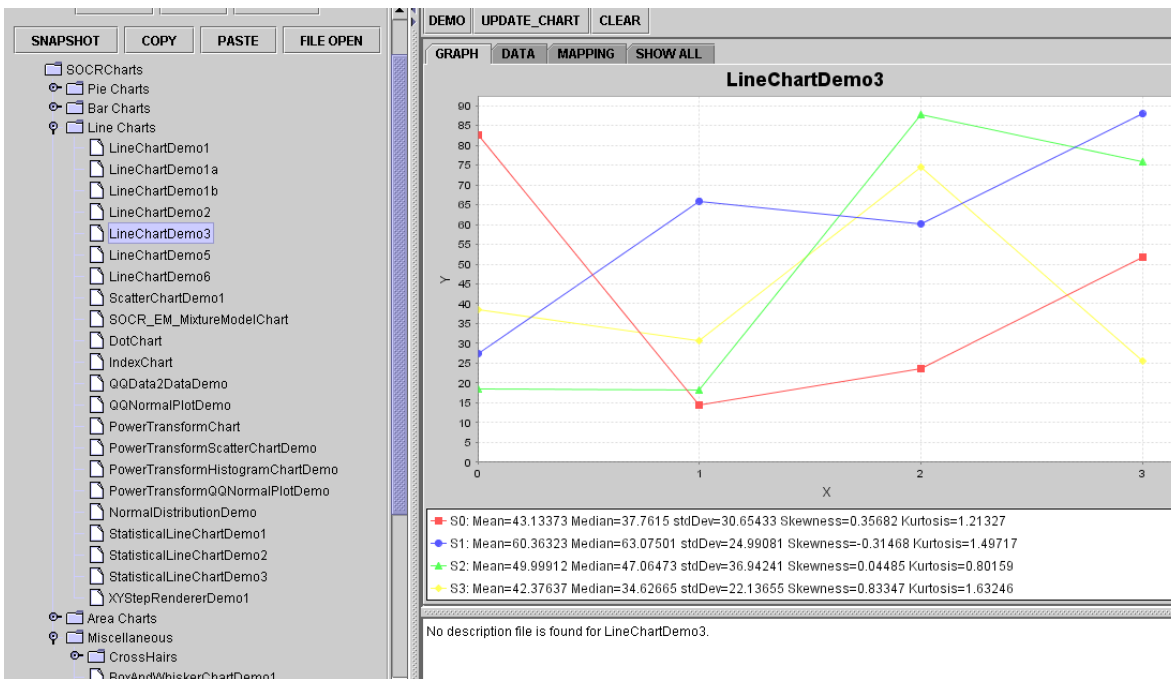 SNAPSHOT COPY PASTE FILE OPEN
SOCRCharts
Pie Charts
Bar Charts
Line Charts
LineChartDemo1
LineChartDemo1a
LineChartDemo1b
LineChartDemo2
LineChartDemo3
LineChartDemo5
LineChartDemo6
ScatterChartDemo1
SOCR_EM_MixtureModelChart
DotChart
IndexChart
QQData2DataDemo
QQNormalPlotDemo
PowerTransformChart
PowerTransformScatterChartDemo
PowerTransformHistogramChartDemo
PowerTransformQQNormalPlotDemo
NormalDistributionDemo
StatisticalLineChartDemo1
StatisticalLineChartDemo2
StatisticalLineChartDemo3
XYStepRendererDemo1
Area Charts
Miscellaneous
CrossHairs
BoxAndWhiskerChartDemo1
DEMO UPDATE_CHART CLEAR
GRAPH DATA MAPPING SHOW ALL
LineChartDemo3
90
85
80
75
70
65
60
55
50
45
40
35
30
25
20
15
10
5
0
Y
0 1 2 3
X
S0: Mean=43.13373 Median=37.7615 stdDev=30.65433 Skewness=0.35682 Kurtosis=1.21327
S1: Mean=60.36323 Median=63.07501 stdDev=24.99081 Skewness=-0.31468 Kurtosis=1.49717
S2: Mean=49.99912 Median=47.06473 stdDev=36.94241 Skewness=0.04485 Kurtosis=0.80159
S3: Mean=42.37637 Median=34.62665 stdDev=22.13655 Skewness=0.83347 Kurtosis=1.63246
No description file is found for LineChartDemo3.